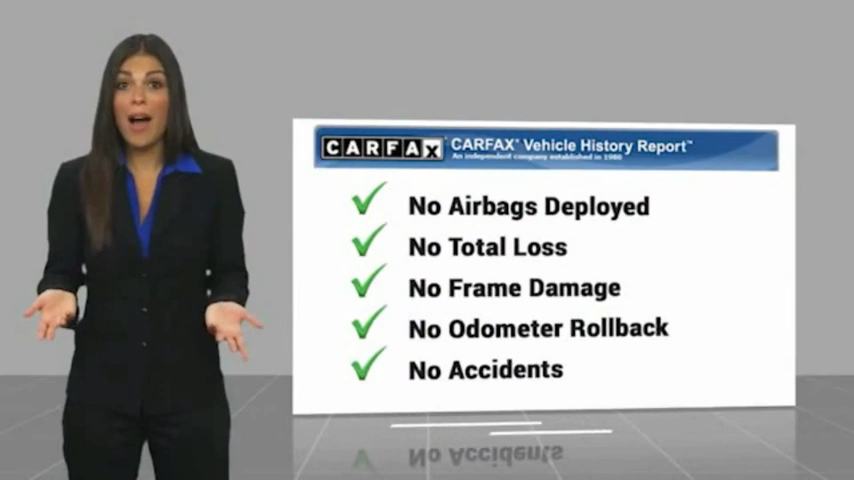 CARFAX CARFAX® Vehicle History Report™
An independent company established in 1986
No Airbags Deployed
No Total Loss
No Frame Damage
No Odometer Rollback
No Accidents
No Accidents